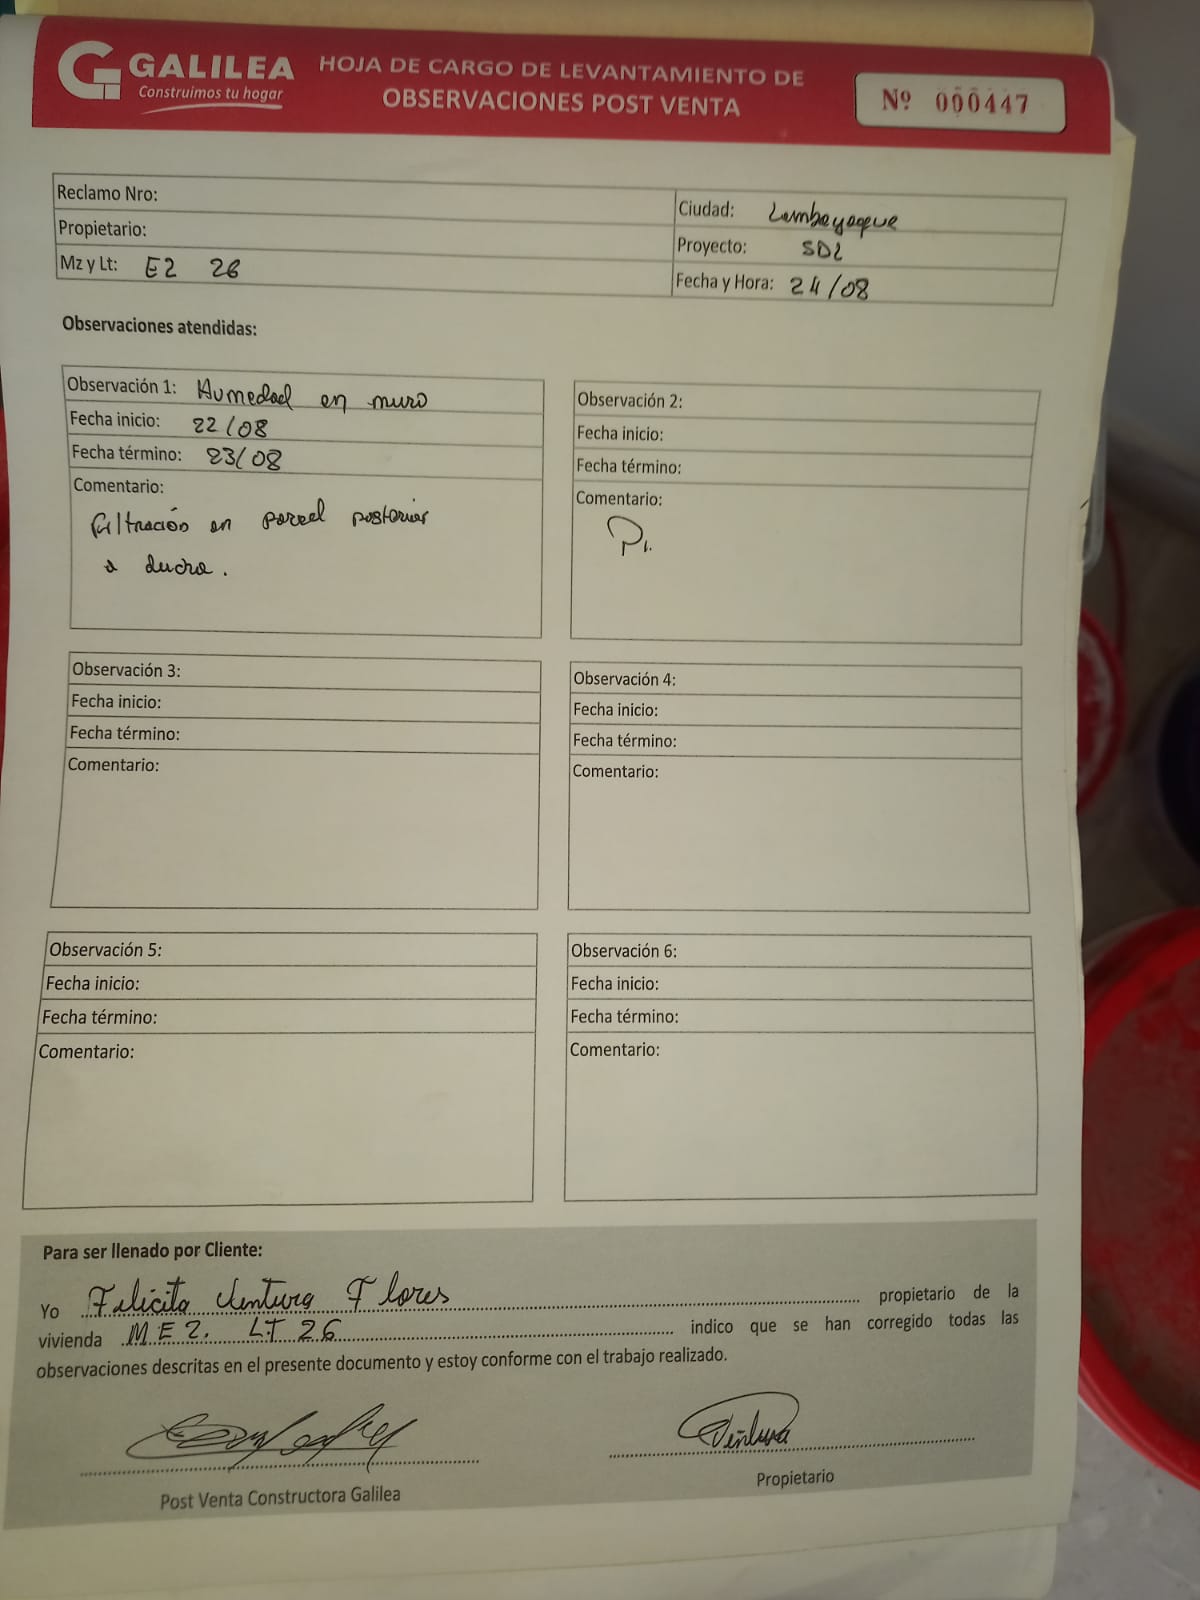 GALILEA
Construimos tu hogar
HOJA DE CARGO DE LEVANTAMIENTO DE
OBSERVACIONES POST VENTA
Nº 000447
Reclamo Nro:
Propietario:
Mz y Lt: E2 26
Ciudad: Lambayeque
Proyecto: SDL
Fecha y Hora: 24/08
Observaciones atendidas:
Observación 1: Humedad en muro
Fecha inicio: 22/08
Fecha término: 23/08
Comentario:
filtración en pared posterior
a ducha.
Observación 2:
Fecha inicio:
Fecha término:
Comentario:
Observación 3:
Fecha inicio:
Fecha término:
Comentario:
Observación 4:
Fecha inicio:
Fecha término:
Comentario:
Observación 5:
Fecha inicio:
Fecha término:
Comentario:
Observación 6:
Fecha inicio:
Fecha término:
Comentario:
Para ser llenado por Cliente:
Yo Felicita Ventura Flores propietario de la
vivienda M E2. LT 26 indico que se han corregido todas las
observaciones descritas en el presente documento y estoy conforme con el trabajo realizado.
Ventura
Post Venta Constructora Galilea
Propietario